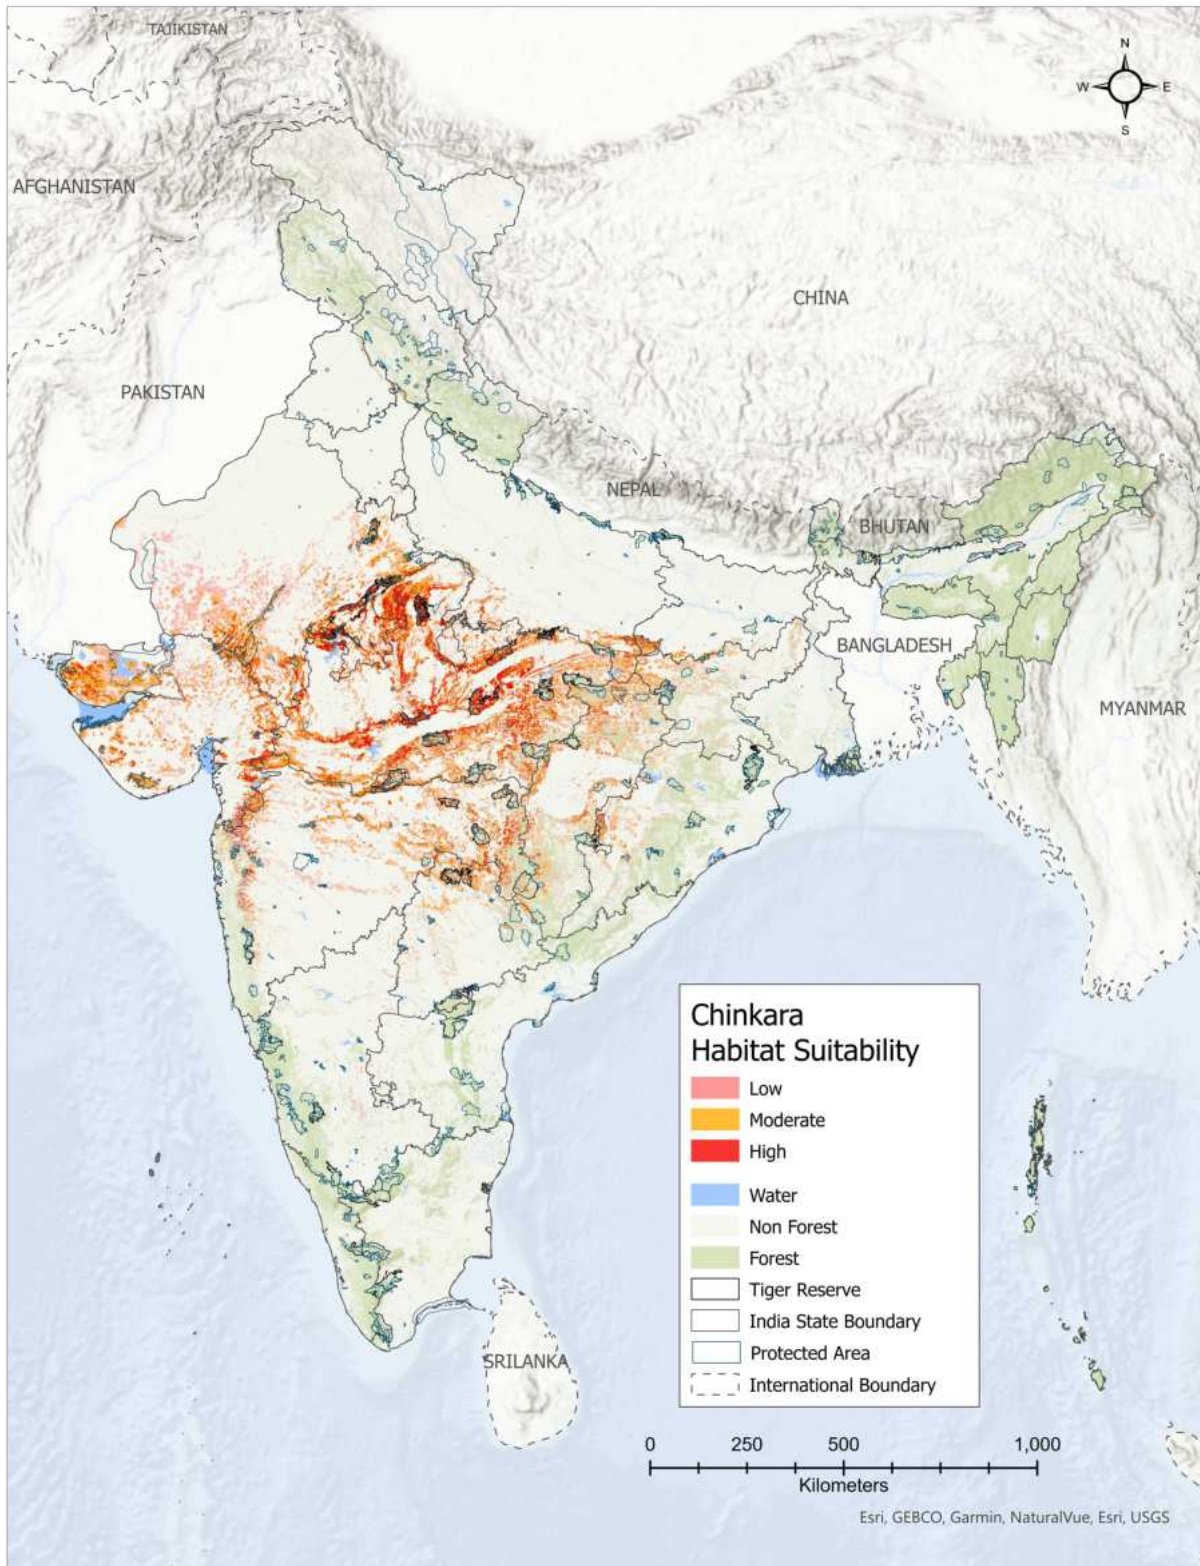 TAJIKISTAN
N
W
E
S
AFGHANISTAN
CHINA
PAKISTAN
NEPAL
BHUTAN
BANGLADESH
MYANMAR
SRILANKA
Chinkara
Habitat Suitability
Low
Moderate
High
Water
Non Forest
Forest
Tiger Reserve
India State Boundary
Protected Area
International Boundary
0 250 500 1,000
Kilometers
Esri, GEBCO, Garmin, NaturalVue, Esri, USGS